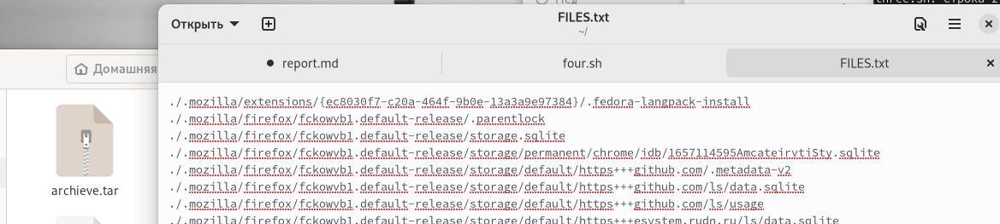 three.sh: строка 2
Открыть
FILES.txt
~/
Домашняя
report.md
four.sh
FILES.txt
./.mozilla/extensions/{ec8030f7-c20a-464f-9b0e-13a3a9e97384}/.fedora-langpack-install
./.mozilla/firefox/fckowvb1.default-release/.parentlock
./.mozilla/firefox/fckowvb1.default-release/storage.sqlite
./.mozilla/firefox/fckowvb1.default-release/storage/permanent/chrome/idb/1657114595AmcateirvtiSty.sqlite
./.mozilla/firefox/fckowvb1.default-release/storage/default/https+++github.com/.metadata-v2
./.mozilla/firefox/fckowvb1.default-release/storage/default/https+++github.com/ls/data.sqlite
./.mozilla/firefox/fckowvb1.default-release/storage/default/https+++github.com/ls/usage
./.mozilla/firefox/fckowvb1.default-release/storage/default/https+++esystem.rudn.ru/ls/data.sqlite
archieve.tar